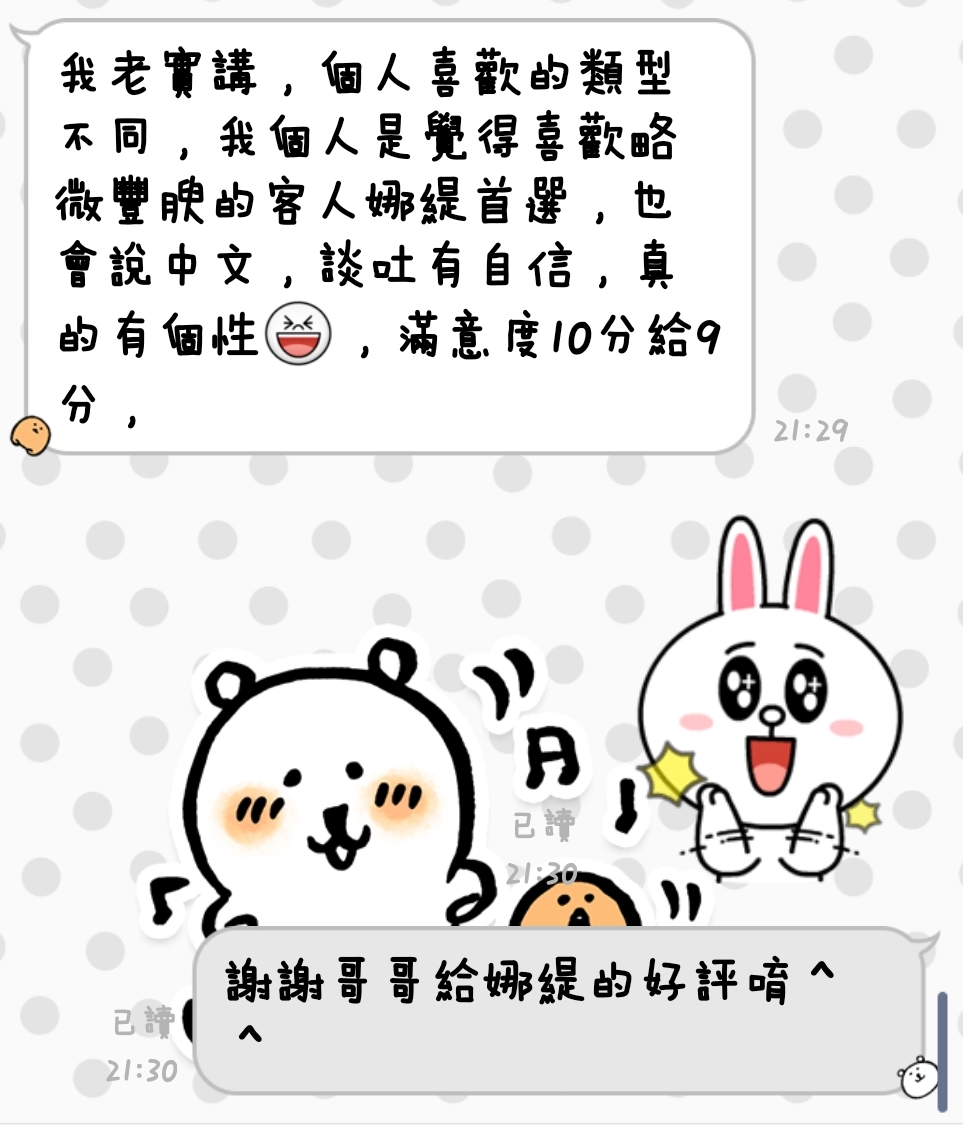 我老實講，個人喜歡的類型
不同，我個人是覺得喜歡略
微豐腴的客人娜緹首選，也
會說中文，談吐有自信，真
的有個性，滿意度10分給9
分，
21:29
已讀
21:30
謝謝哥哥給娜緹的好評唷^
^
已讀
21:30